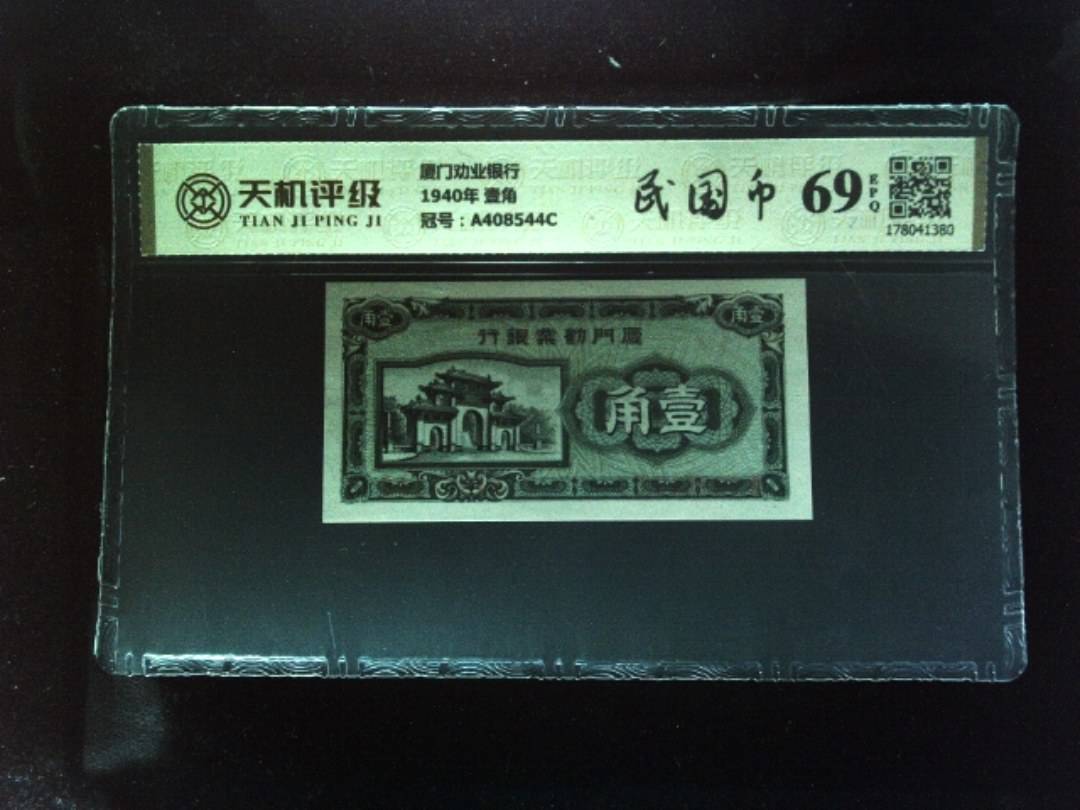 天机评级
TIAN JI PING JI
厦门劝业银行
1940年 壹角
冠号：A408544C
民国币
69
EPQ
178041380
角壹
角壹
行銀業勸門廈
角壹